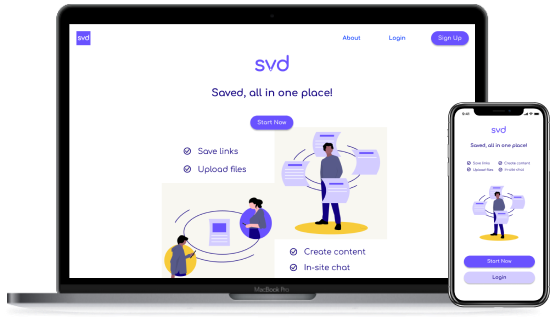 svd
About
Login
Sign Up
svd
Saved, all in one place!
Start Now
Save links
Upload files
Create content
In-site chat
MacBook Pro
9:41
svd
Saved, all in one place!
Save links
Create content
Upload files
In-site chat
Start Now
Login